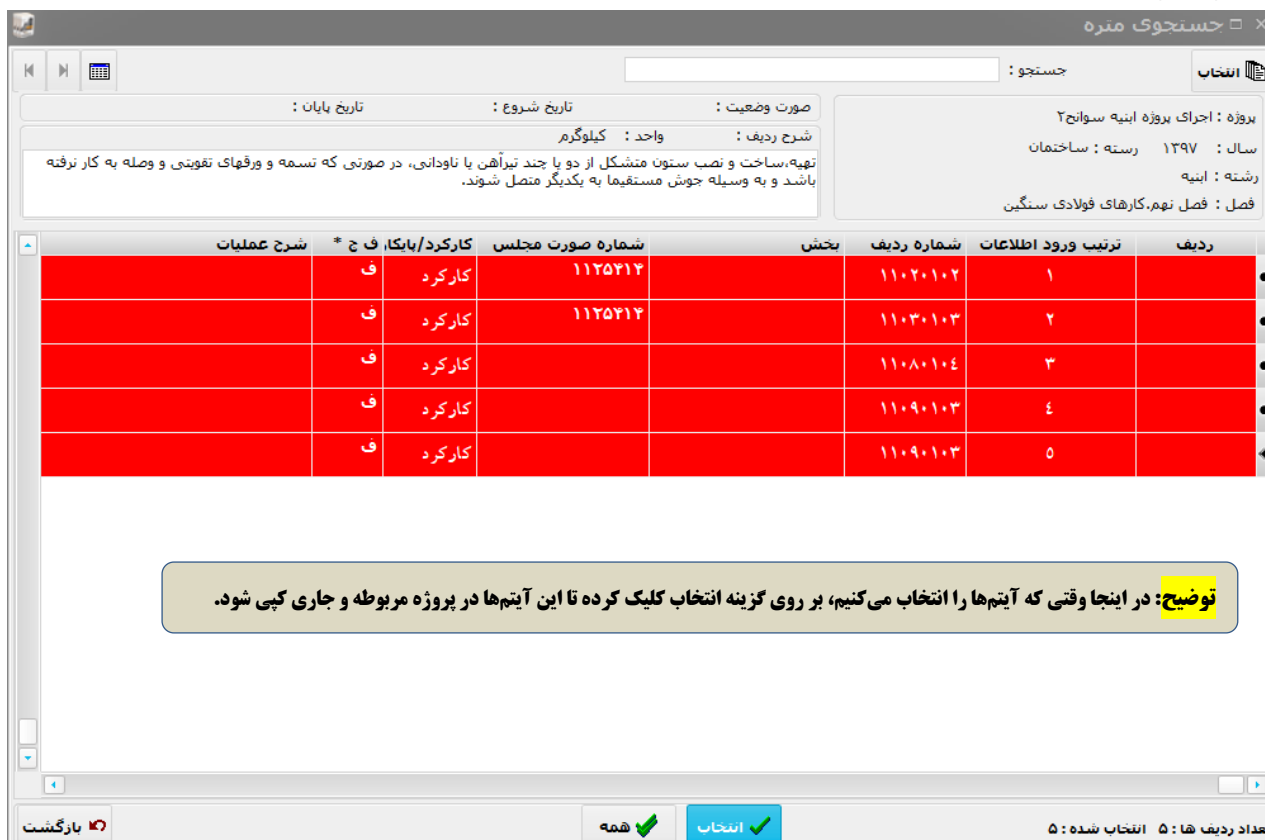 جستجوی متره
انتخاب
جستجو :
پروژه : اجرای پروژه ابنیه سوانح۲
سال : ۱۳۹۷ رسته : ساختمان
رشته : ابنیه
فصل : فصل نهم.کارهای فولادی سنگین
صورت وضعیت : تاریخ شروع : تاریخ پایان :
شرح ردیف : واحد : کیلوگرم
تهیه،ساخت و نصب ستون متشکل از دو یا چند تیرآهن یا ناودانی، در صورتی که تسمه و ورقهای تقویتی و وصله به کار نرفته
باشد و به وسیله جوش مستقیما به یکدیگر متصل شوند.
ردیف ترتیب ورود اطلاعات شماره ردیف بخش شماره صورت مجلس کارکرد/پایکا ف ج * شرح عملیات
۱ ۱۱۰۲۰۱۰۲ ۱۱۲۵۴۱۴ کارکرد ف
۲ ۱۱۰۳۰۱۰۳ ۱۱۲۵۴۱۴ کارکرد ف
۳ ۱۱۰۸۰۱۰٤ کارکرد ف
٤ ۱۱۰۹۰۱۰۳ کارکرد ف
٥ ۱۱۰۹۰۱۰۳ کارکرد ف
توضیح: در اینجا وقتی که آیتم‌ها را انتخاب می‌کنیم، بر روی گزینه انتخاب کلیک کرده تا این آیتم‌ها در پروژه مربوطه و جاری کپی شود.
عداد ردیف ها : ۵ انتخاب شده : ۵
انتخاب
همه
بازگشت